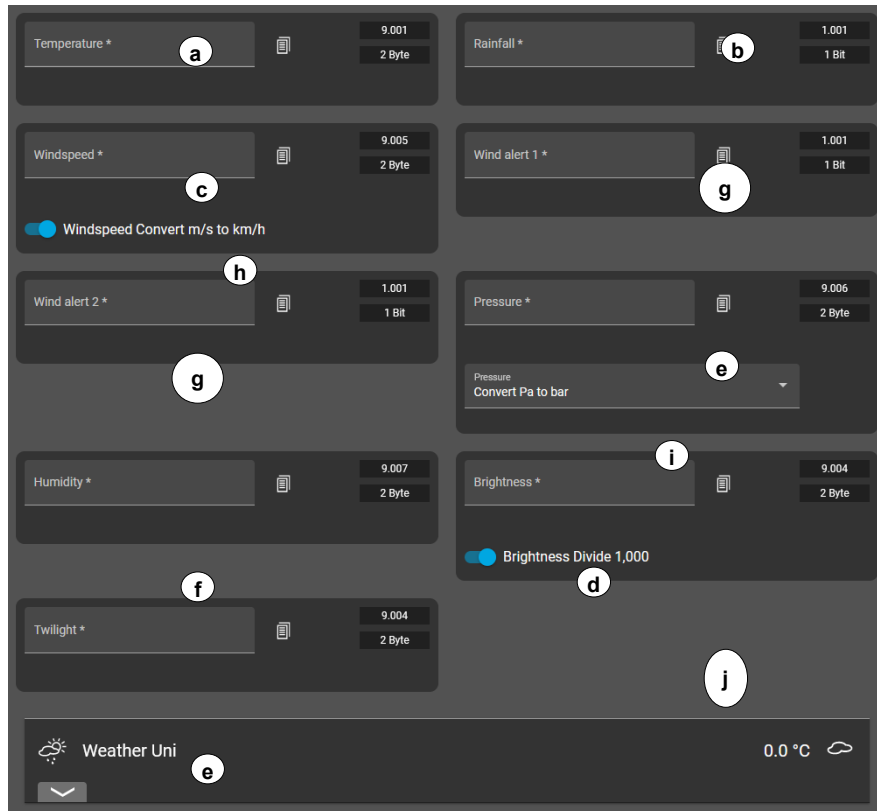 Temperature *
a
9.001
2 Byte
Rainfall *
b
1.001
1 Bit
Windspeed *
c
9.005
2 Byte
Windspeed Convert m/s to km/h
h
Wind alert 1 *
g
1.001
1 Bit
Wind alert 2 *
1.001
1 Bit
g
Pressure *
9.006
2 Byte
e
Pressure
Convert Pa to bar
i
Humidity *
9.007
2 Byte
f
Brightness *
9.004
2 Byte
Brightness Divide 1,000
d
Twilight *
9.004
2 Byte
j
Weather Uni
e
0.0 °C